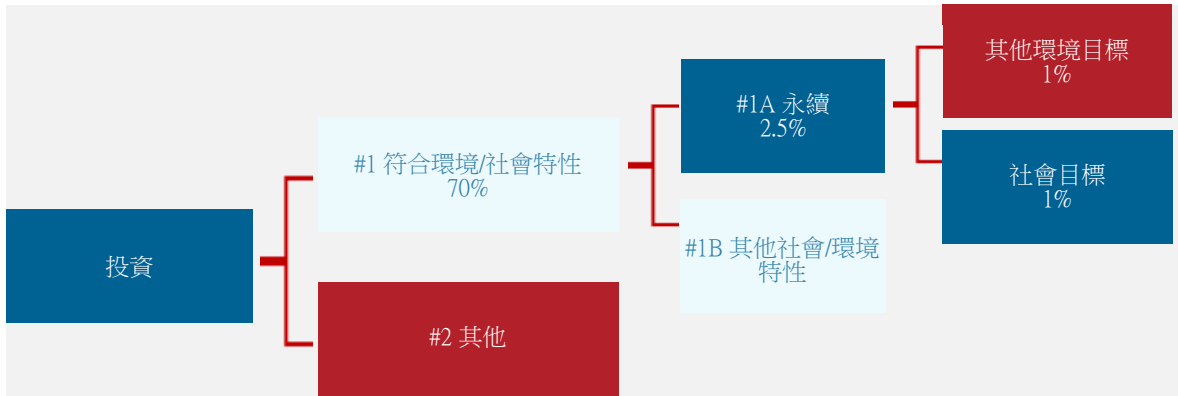 投資
#1 符合環境/社會特性
70%
#2 其他
#1A 永續
2.5%
#1B 其他社會/環境
特性
其他環境目標
1%
社會目標
1%